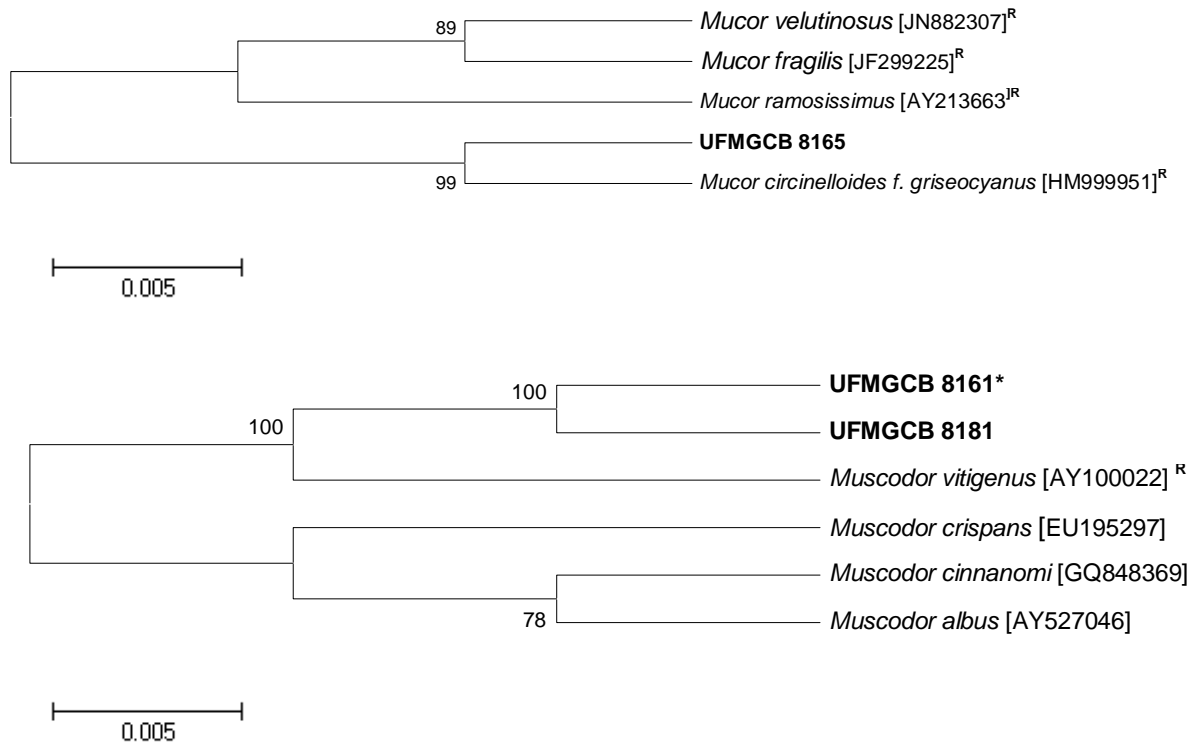 Mucor velutinosus [JN882307]R
89
Mucor fragilis [JF299225]R
Mucor ramosissimus [AY213663]R
UFMGCB 8165
99
Mucor circinelloides f. griseocyanus [HM999951]R
0.005
UFMGCB 8161*
100
100
UFMGCB 8181
Muscodor vitigenus [AY100022] R
Muscodor crispans [EU195297]
Muscodor cinnanomi [GQ848369]
78
Muscodor albus [AY527046]
0.005